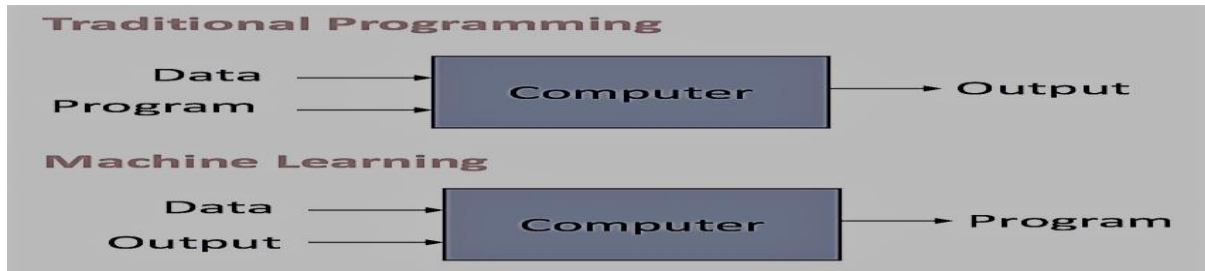 Traditional Programming
Data
Program
Computer
Output
Machine Learning
Data
Output
Computer
Program